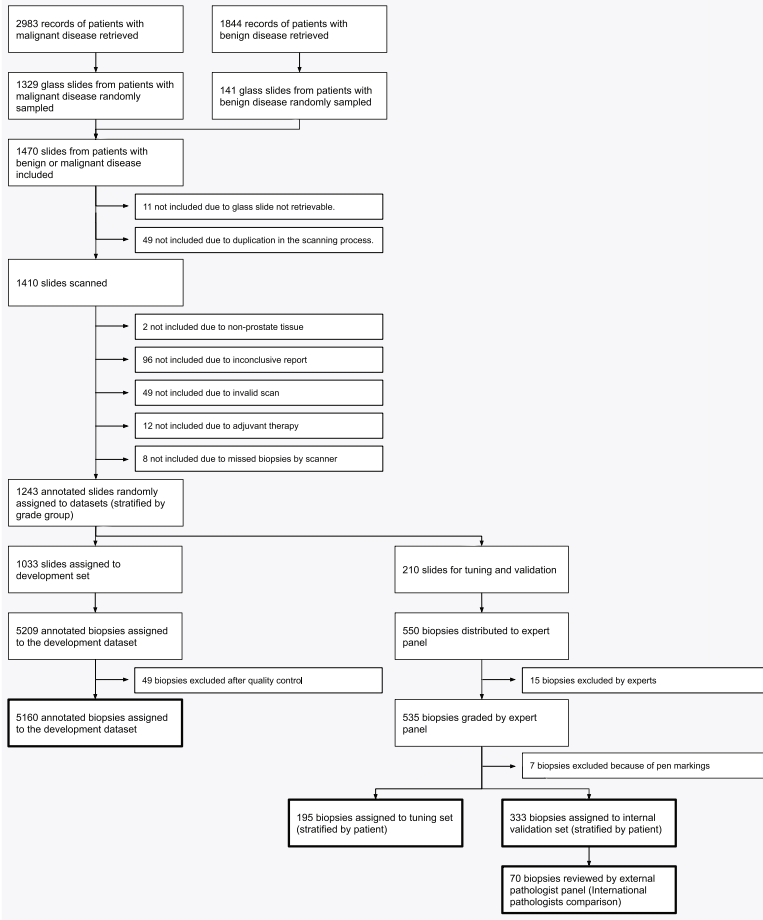 2983 records of patients with
malignant disease retrieved
1844 records of patients with
benign disease retrieved
1329 glass slides from patients with
malignant disease randomly
sampled
141 glass slides from patients with
benign disease randomly sampled
1470 slides from patients with
benign or malignant disease
included
11 not included due to glass slide not retrievable.
49 not included due to duplication in the scanning process.
1410 slides scanned
2 not included due to non-prostate tissue
96 not included due to inconclusive report
49 not included due to invalid scan
12 not included due to adjuvant therapy
8 not included due to missed biopsies by scanner
1243 annotated slides randomly
assigned to datasets (stratified by
grade group)
1033 slides assigned to
development set
210 slides for tuning and validation
5209 annotated biopsies assigned
to the development dataset
550 biopsies distributed to expert
panel
49 biopsies excluded after quality control
15 biopsies excluded by experts
5160 annotated biopsies assigned
to the development dataset
535 biopsies graded by expert
panel
7 biopsies excluded because of pen markings
195 biopsies assigned to tuning set
(stratified by patient)
333 biopsies assigned to internal
validation set (stratified by patient)
70 biopsies reviewed by external
pathologist panel (International
pathologists comparison)